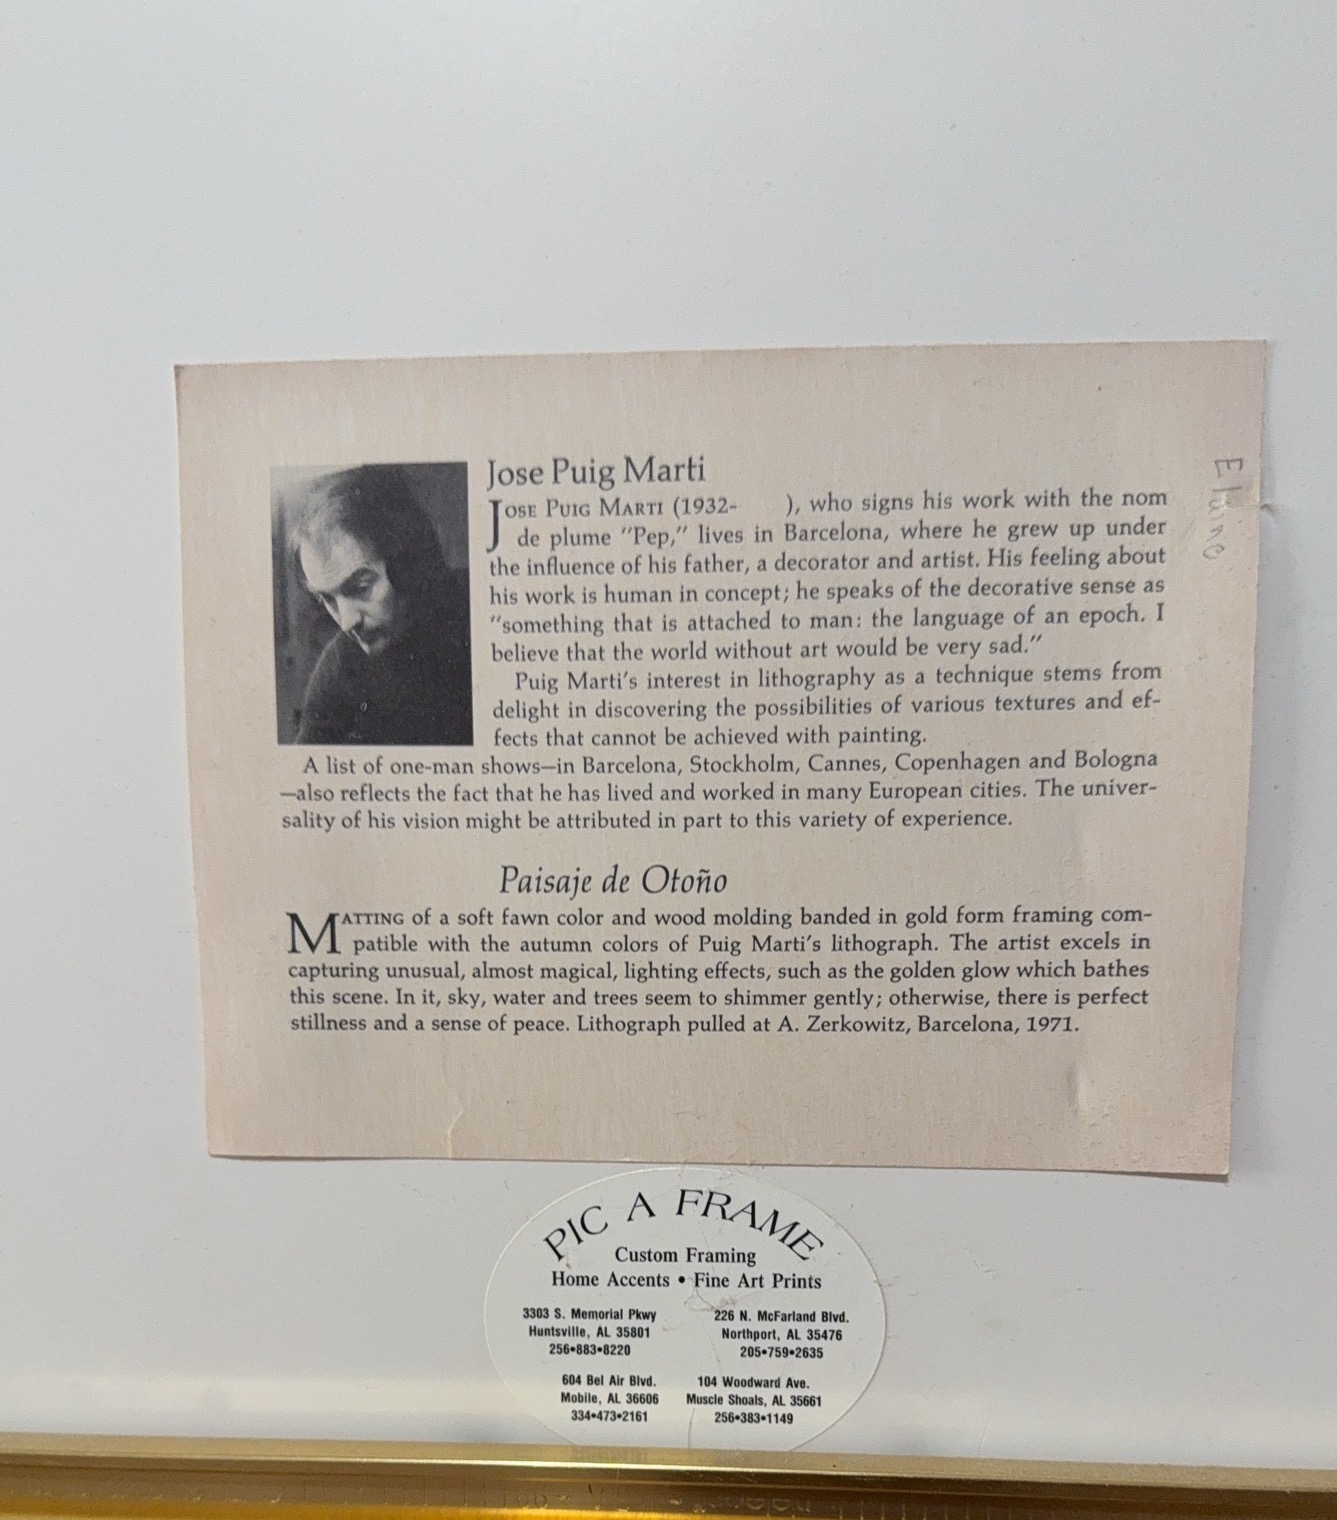 Jose Puig Marti
JOSE PUIG MARTI (1932-      ), who signs his work with the nom
de plume "Pep," lives in Barcelona, where he grew up under
the influence of his father, a decorator and artist. His feeling about
his work is human in concept; he speaks of the decorative sense as
"something that is attached to man: the language of an epoch. I
believe that the world without art would be very sad."
Puig Marti's interest in lithography as a technique stems from
delight in discovering the possibilities of various textures and ef-
fects that cannot be achieved with painting.
A list of one-man shows—in Barcelona, Stockholm, Cannes, Copenhagen and Bologna
—also reflects the fact that he has lived and worked in many European cities. The univer-
sality of his vision might be attributed in part to this variety of experience.
Elaine
Paisaje de Otoño
MATTING of a soft fawn color and wood molding banded in gold form framing com-
patible with the autumn colors of Puig Marti's lithograph. The artist excels in
capturing unusual, almost magical, lighting effects, such as the golden glow which bathes
this scene. In it, sky, water and trees seem to shimmer gently; otherwise, there is perfect
stillness and a sense of peace. Lithograph pulled at A. Zerkowitz, Barcelona, 1971.
PIC A FRAME
Custom Framing
Home Accents • Fine Art Prints
3303 S. Memorial Pkwy
Huntsville, AL 35801
256•883•8220
226 N. McFarland Blvd.
Northport, AL 35476
205•759•2635
604 Bel Air Blvd.
Mobile, AL 36606
334•473•2161
104 Woodward Ave.
Muscle Shoals, AL 35661
256•383•1149